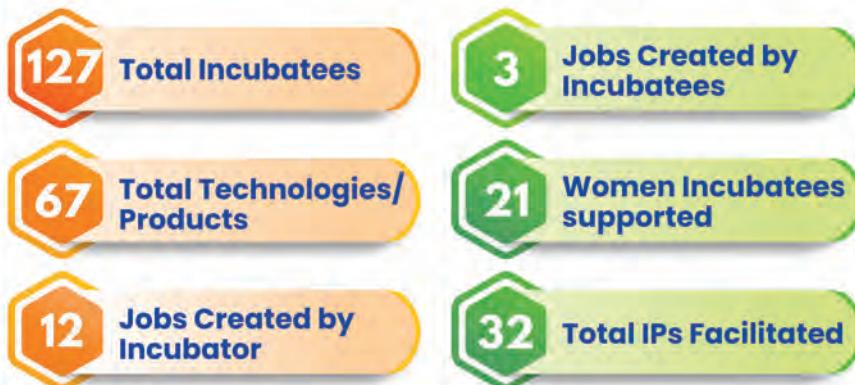 127
Total Incubatees
3
Jobs Created by
Incubatees
67
Total Technologies/
Products
21
Women Incubatees
supported
12
Jobs Created by
Incubator
32
Total IPs Facilitated